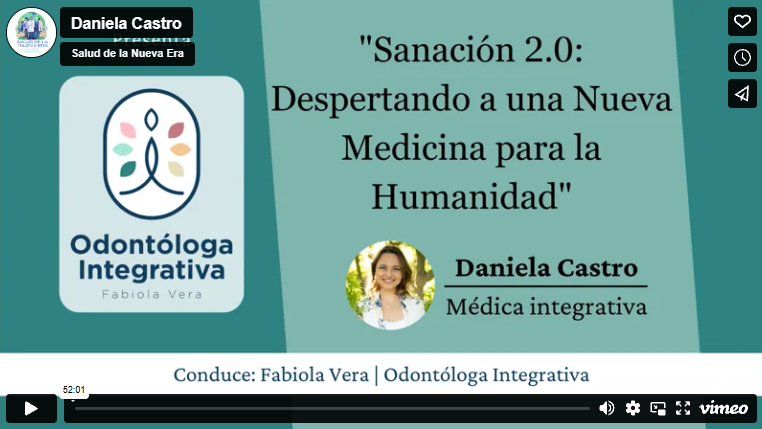 Daniela Castro
Salud de la Nueva Era
Presenta
"Sanación 2.0:
Despertando a una Nueva
Medicina para la
Humanidad"
Odontóloga
Integrativa
Fabiola Vera
Daniela Castro
Médica integrativa
Conduce: Fabiola Vera | Odontóloga Integrativa
52:01
vimeo